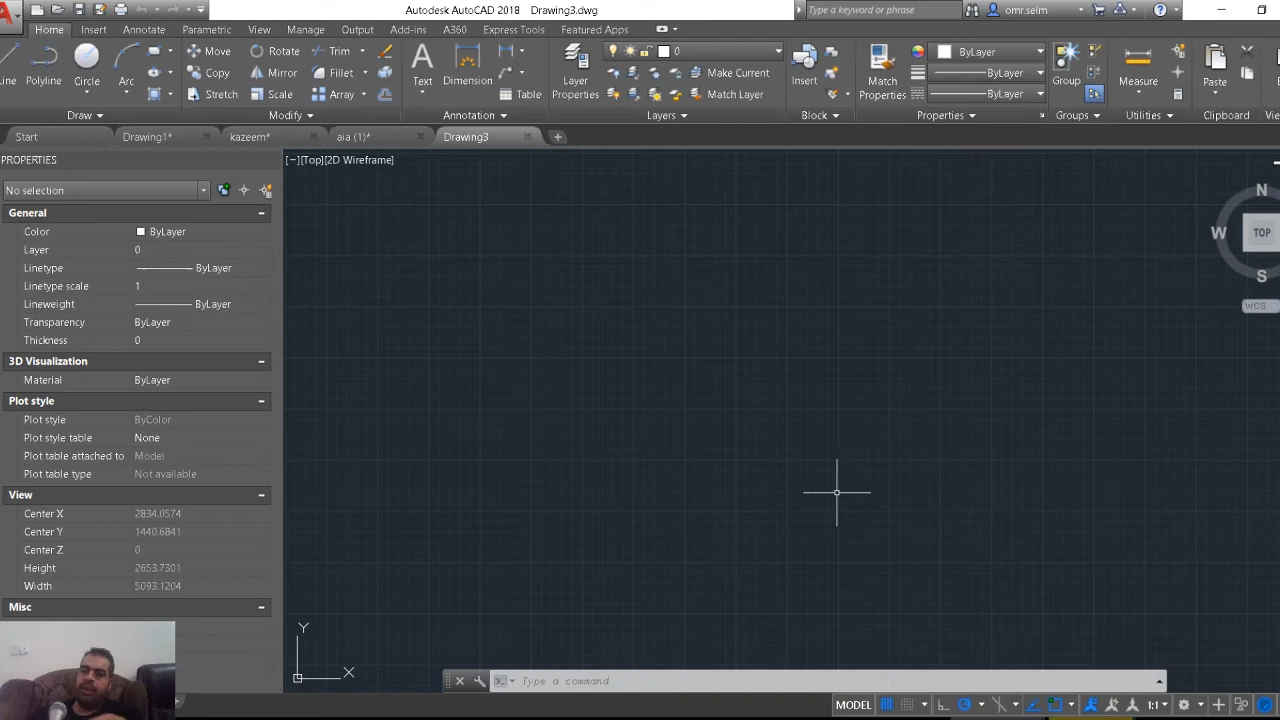 Autodesk AutoCAD 2018 Drawing3.dwg
Type a keyword or phrase
omr.selm
Home Insert Annotate Parametric View Manage Output Add-ins A360 Express Tools Featured Apps
Line Polyline Circle Arc
Move Rotate Trim
Copy Mirror Fillet
Stretch Scale Array
Text Dimension
Table
Layer Properties
0
Make Current
Match Layer
Insert
Match Properties
ByLayer
ByLayer
ByLayer
Group
Measure
Paste
Draw Modify Annotation Layers Block Properties Groups Utilities Clipboard
Start Drawing1* kazeem* aia (1)* Drawing3
PROPERTIES
No selection
General
Color ByLayer
Layer 0
Linetype ByLayer
Linetype scale 1
Lineweight ByLayer
Transparency ByLayer
Thickness 0
3D Visualization
Material ByLayer
Plot style
Plot style ByColor
Plot style table None
Plot table attached to Model
Plot table type Not available
View
Center X 2834.0574
Center Y 1440.6841
Center Z 0
Height 2653.7301
Width 5093.1204
Misc
[−][Top][2D Wireframe]
N
W TOP
S
WCS
Y
X
Type a command
MODEL
1:1